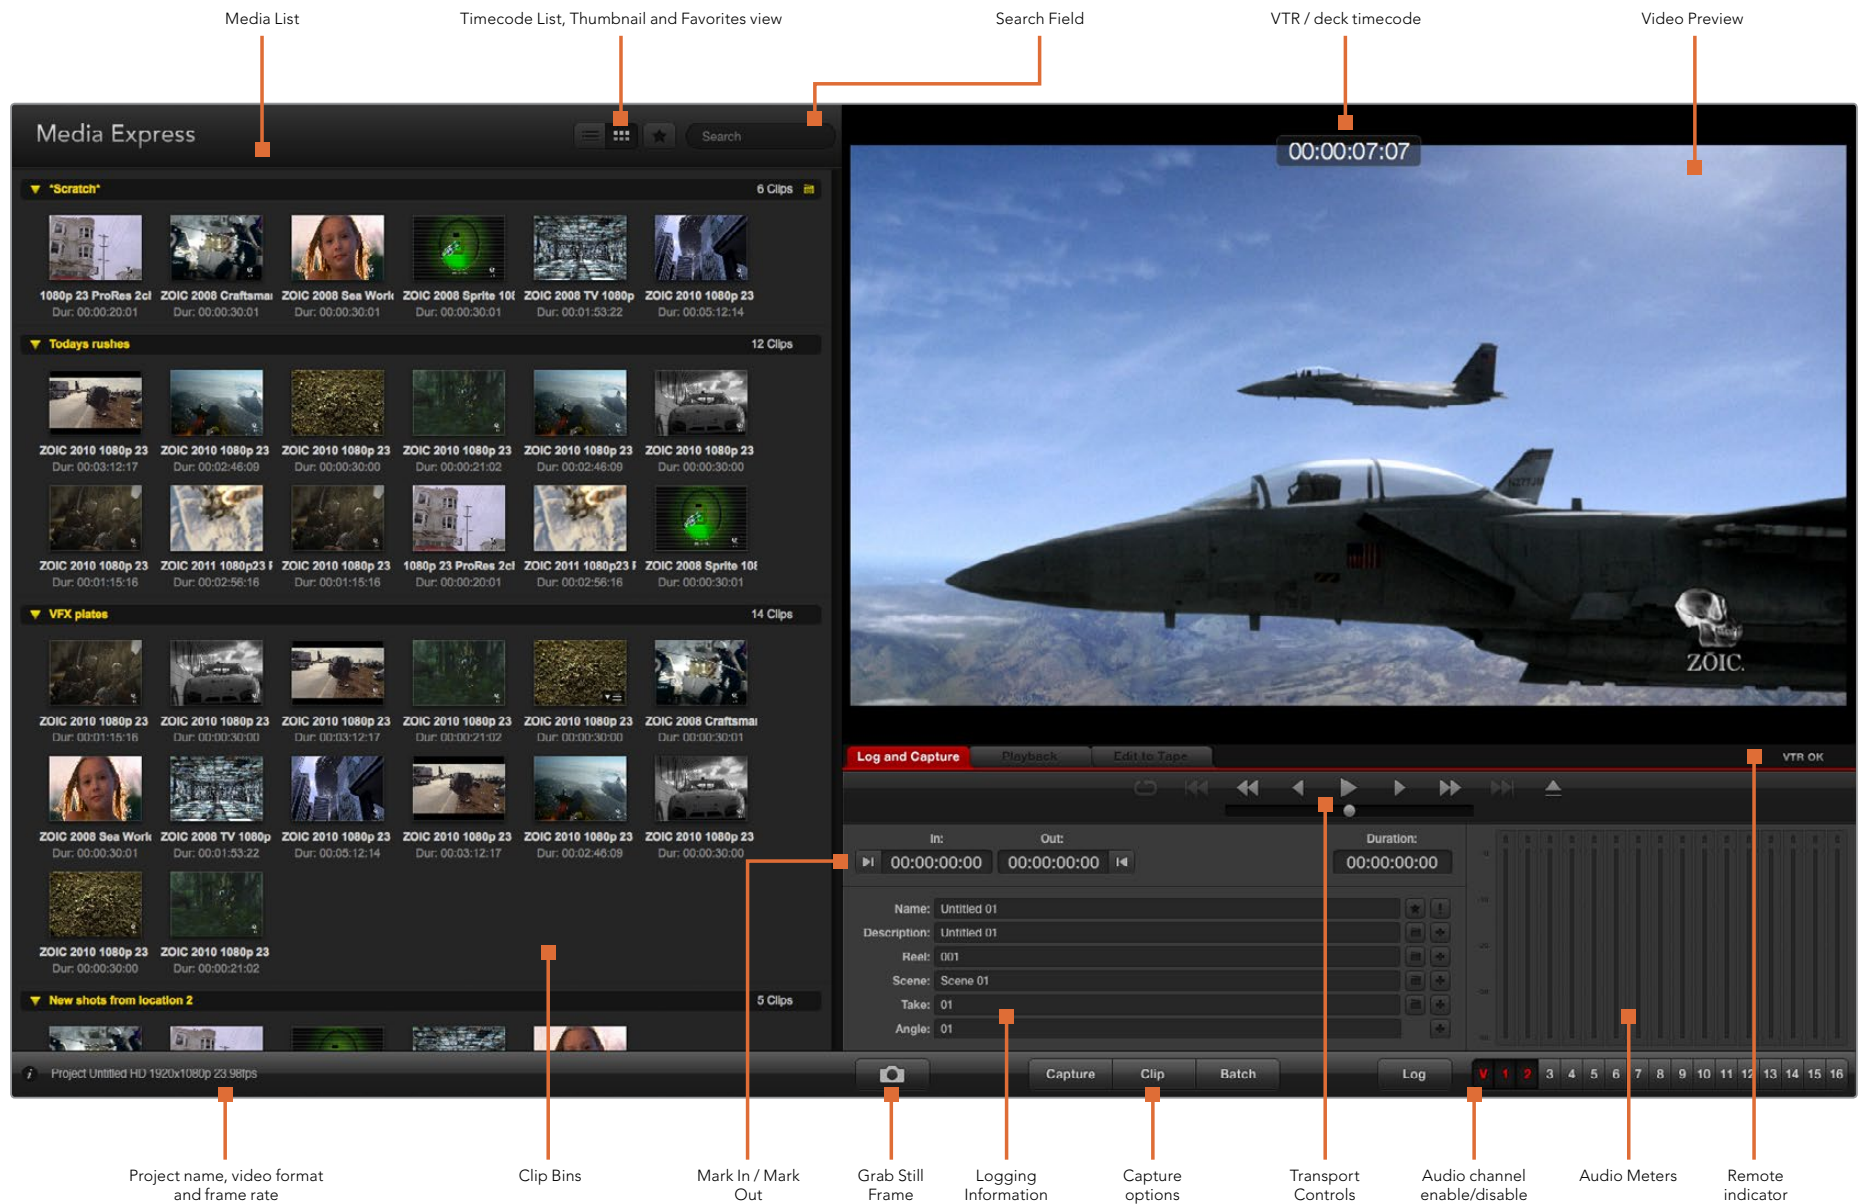 Media List
Timecode List, Thumbnail and Favorites view
Search Field
VTR / deck timecode
Video Preview
Media Express
Search
00:00:07:07
*Scratch*
6 Clips
1080p 23 ProRes 2cl
ZOIC 2008 Craftsmai
ZOIC 2008 Sea Work
ZOIC 2008 Sprite 108
ZOIC 2008 TV 1080p
ZOIC 2010 1080p 23
Dur: 00:00:20:01
Dur: 00:00:30:01
Dur: 00:00:30:01
Dur: 00:00:30:01
Dur: 00:01:53:22
Dur: 00:05:12:14
Todays rushes
12 Clips
ZOIC 2010 1080p 23
ZOIC 2010 1080p 23
ZOIC 2010 1080p 23
ZOIC 2010 1080p 23
ZOIC 2010 1080p 23
ZOIC 2010 1080p 23
Dur: 00:03:12:17
Dur: 00:02:46:09
Dur: 00:00:30:00
Dur: 00:00:21:02
Dur: 00:02:46:09
Dur: 00:00:30:00
ZOIC 2010 1080p 23
ZOIC 2011 1080p23 F
ZOIC 2010 1080p 23
1080p 23 ProRes 2cl
ZOIC 2011 1080p23 F
ZOIC 2008 Sprite 108
Dur: 00:01:15:16
Dur: 00:02:56:16
Dur: 00:01:15:16
Dur: 00:00:20:01
Dur: 00:02:56:16
Dur: 00:00:30:01
VFX plates
14 Clips
ZOIC 2010 1080p 23
ZOIC 2010 1080p 23
ZOIC 2010 1080p 23
ZOIC 2010 1080p 23
ZOIC 2010 1080p 23
ZOIC 2008 Craftsmai
Dur: 00:01:15:16
Dur: 00:00:30:00
Dur: 00:03:12:17
Dur: 00:00:21:02
Dur: 00:00:30:00
Dur: 00:00:30:01
ZOIC 2008 Sea Work
ZOIC 2008 TV 1080p
ZOIC 2010 1080p 23
ZOIC 2010 1080p 23
ZOIC 2010 1080p 23
ZOIC 2010 1080p 23
Dur: 00:00:30:01
Dur: 00:01:53:22
Dur: 00:05:12:14
Dur: 00:03:12:17
Dur: 00:02:46:09
Dur: 00:00:30:00
ZOIC 2010 1080p 23
ZOIC 2010 1080p 23
Dur: 00:00:30:00
Dur: 00:00:21:02
New shots from location 2
5 Clips
Project Untitled HD 1920x1080p 23.98fps
ZŌIC.
Log and Capture
Playback
Edit to Tape
VTR OK
In:
Out:
Duration:
00:00:00:00
00:00:00:00
00:00:00:00
Name: Untitled 01
Description: Untitled 01
Reel: 001
Scene: Scene 01
Take: 01
Angle: 01
Capture
Clip
Batch
Log
V 1 2 3 4 5 6 7 8 9 10 11 12 13 14 15 16
Project name, video format
and frame rate
Clip Bins
Mark In / Mark
Out
Grab Still
Frame
Logging
Information
Capture
options
Transport
Controls
Audio channel
enable/disable
Audio Meters
Remote
indicator